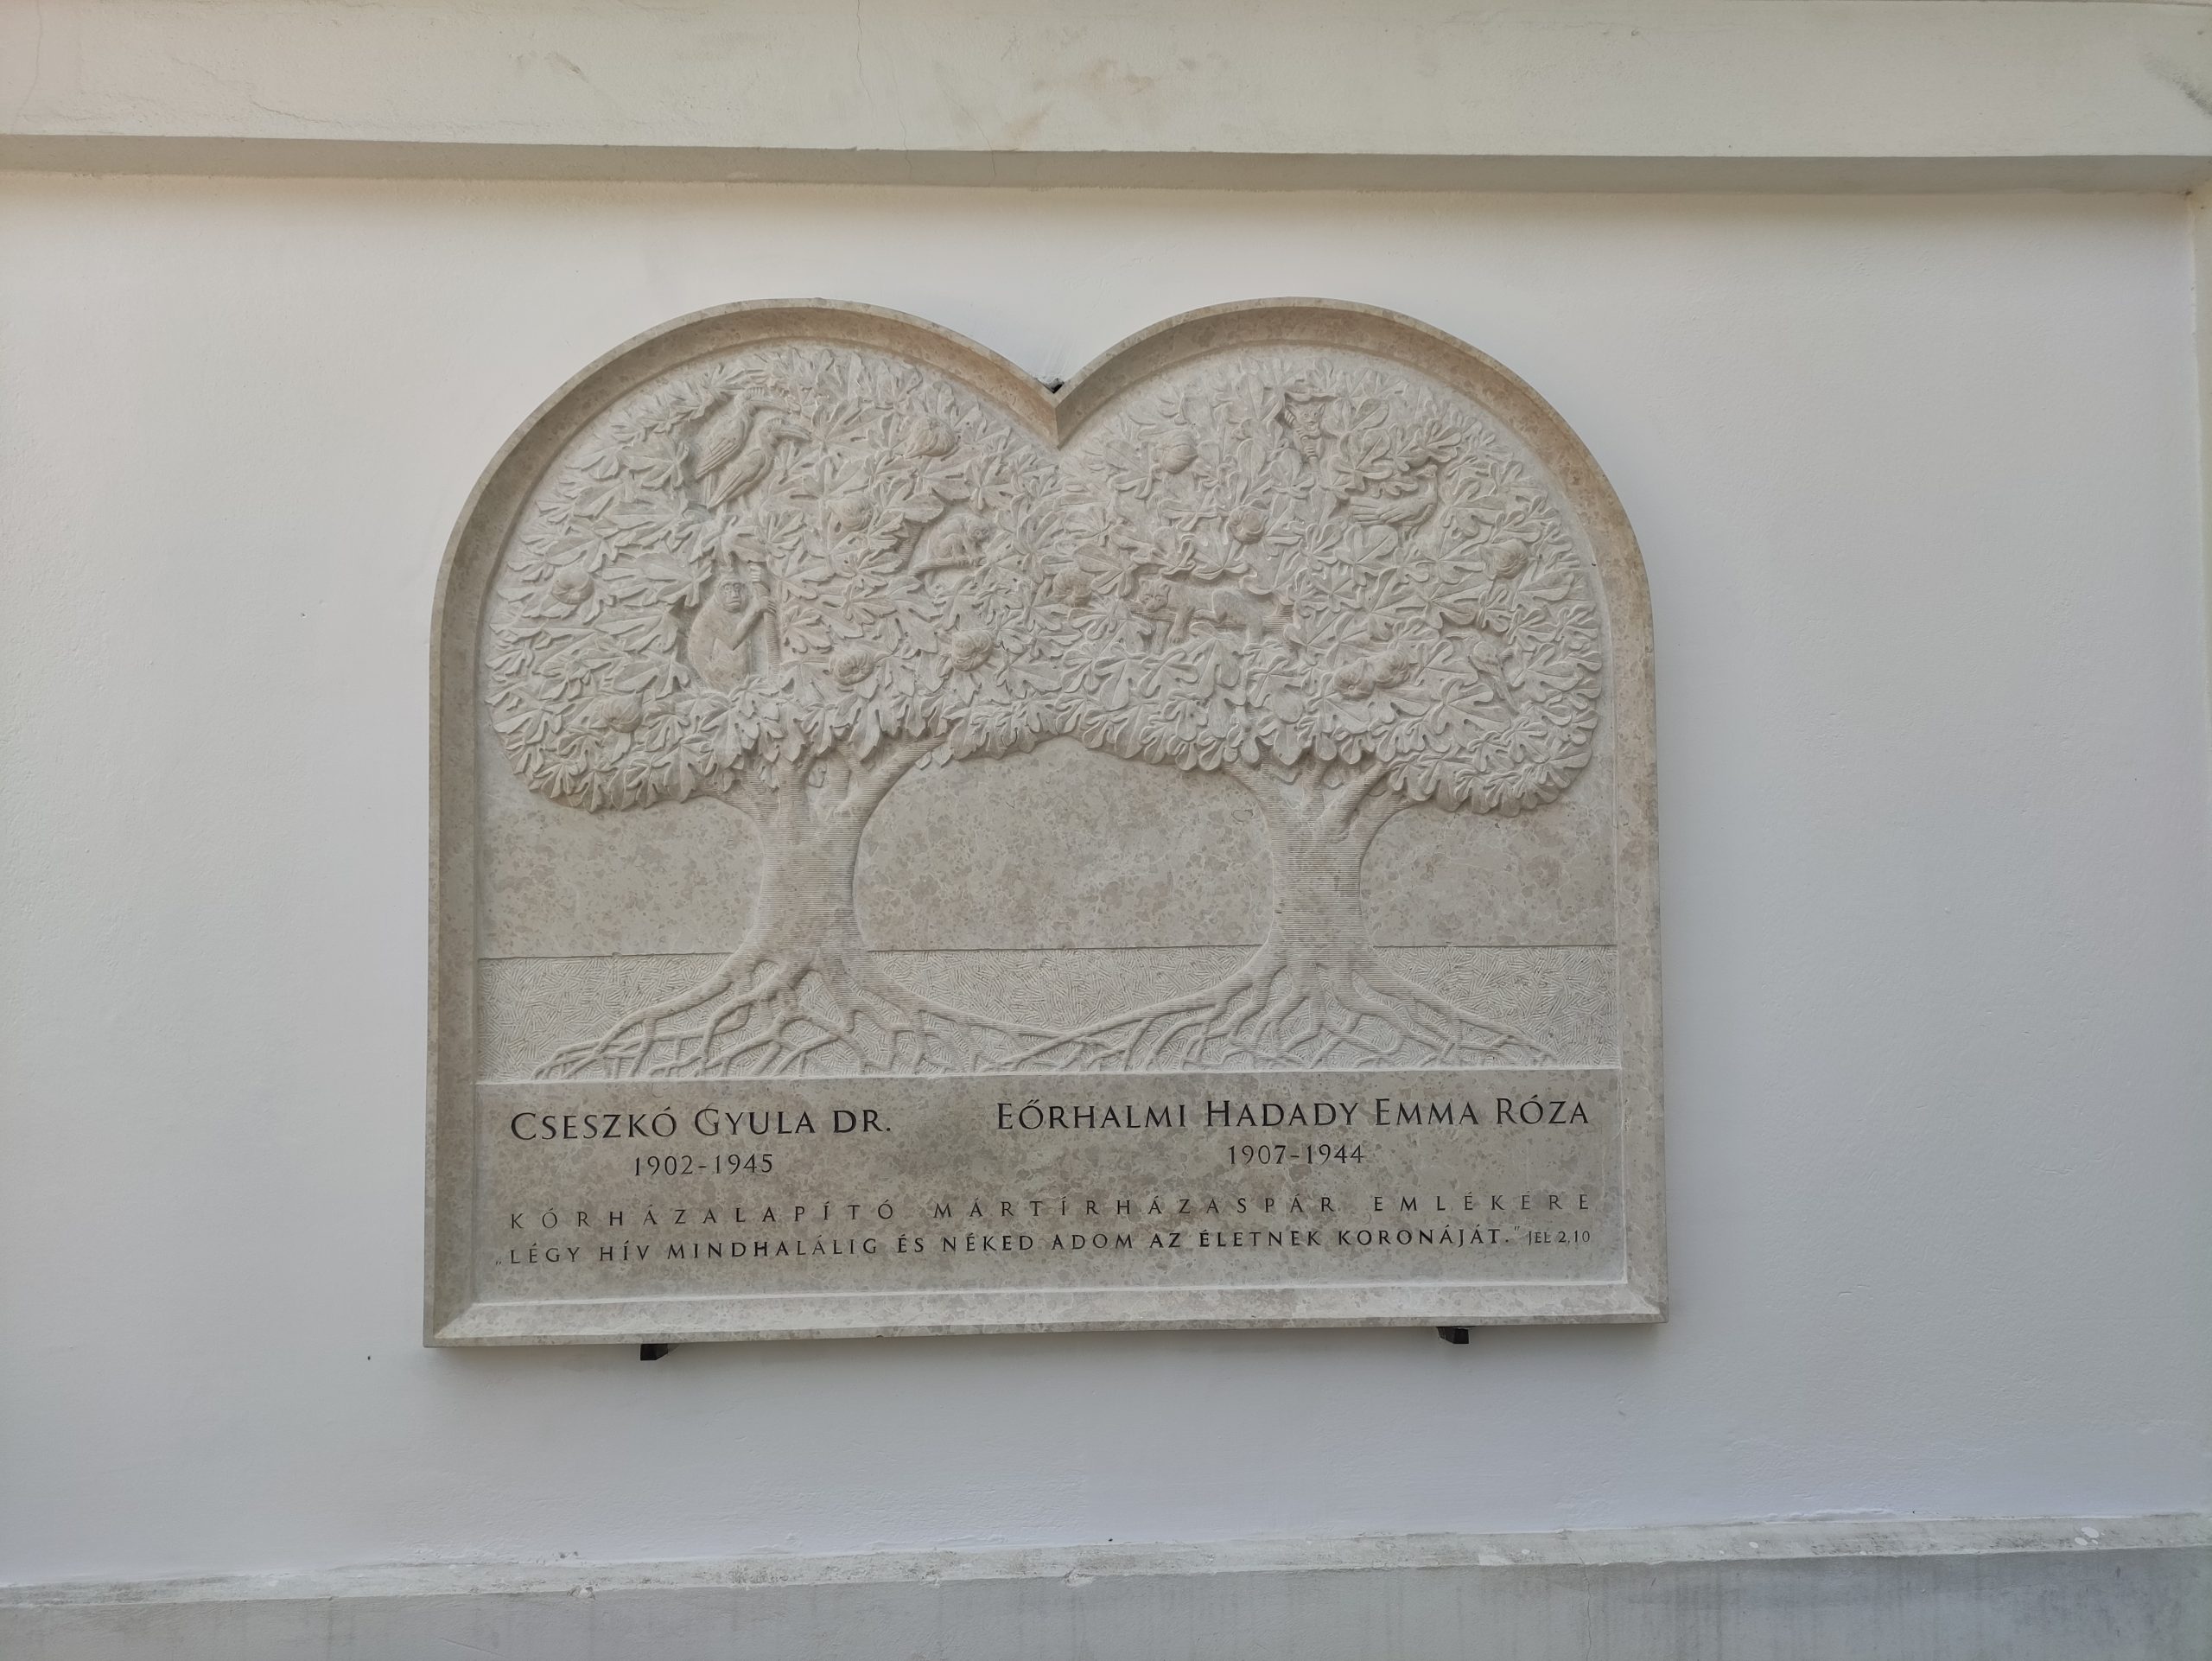 CSESZKÓ GYULA DR. EŐRHALMI HADADY EMMA RÓZA
1902-1945 1907-1944
KÓRHÁZALAPÍTÓ MÁRTÍRHÁZASPÁR EMLÉKÉRE
„LÉGY HÍV MINDHALÁLIG ÉS NÉKED ADOM AZ ÉLETNEK KORONÁJÁT." JEL 2,10